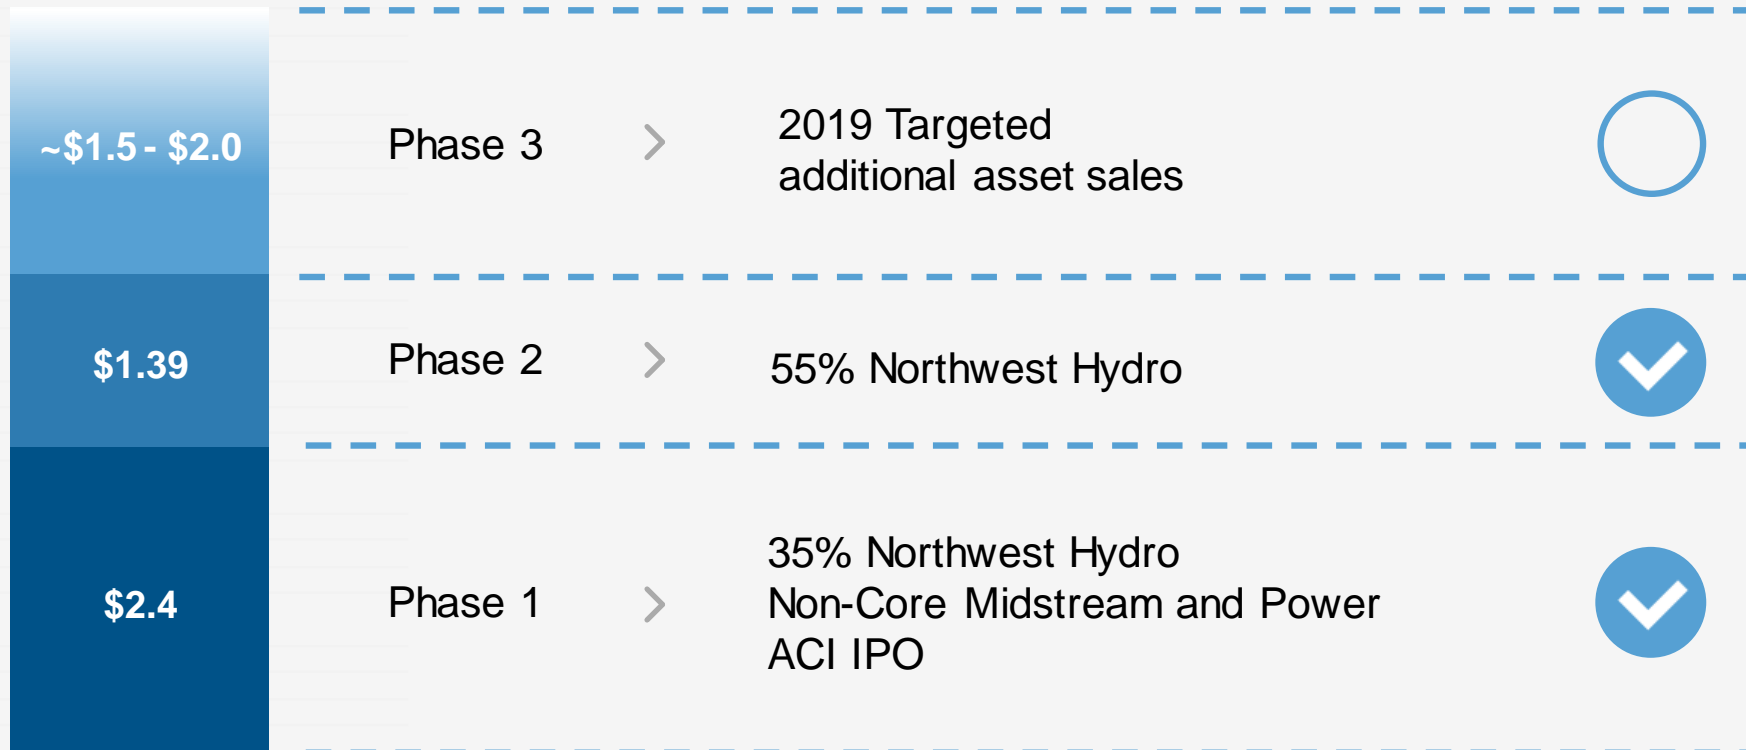 ~$1.5 - $2.0
Phase 3
2019 Targeted
additional asset sales
$1.39
Phase 2
55% Northwest Hydro
$2.4
Phase 1
35% Northwest Hydro
Non-Core Midstream and Power
ACI IPO